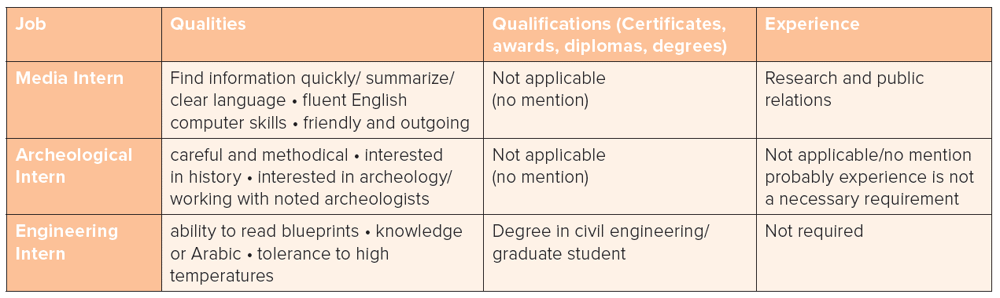 Job
Qualities
Qualifications (Certificates,
awards, diplomas, degrees)
Experience
Media Intern
Find information quickly/ summarize/
clear language • fluent English
computer skills • friendly and outgoing
Not applicable
(no mention)
Research and public
relations
Archeological
Intern
careful and methodical • interested
in history • interested in archeology/
working with noted archeologists
Not applicable
(no mention)
Not applicable/no mention
probably experience is not
a necessary requirement
Engineering
Intern
ability to read blueprints • knowledge
or Arabic • tolerance to high
temperatures
Degree in civil engineering/
graduate student
Not required